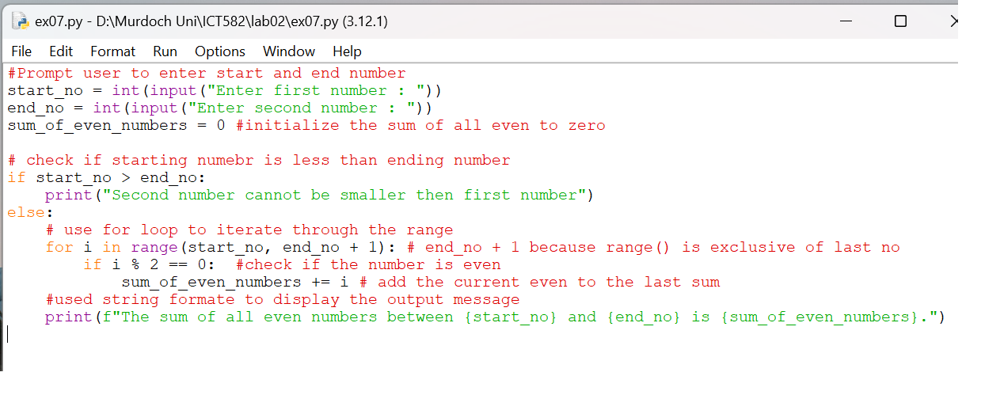 ex07.py - D:\Murdoch Uni\ICT582\lab02\ex07.py (3.12.1)
File Edit Format Run Options Window Help
#Prompt user to enter start and end number
start_no = int(input("Enter first number : "))
end_no = int(input("Enter second number : "))
sum_of_even_numbers = 0 #initialize the sum of all even to zero
# check if starting numebr is less than ending number
if start_no > end_no:
    print("Second number cannot be smaller then first number")
else:
    # use for loop to iterate through the range
    for i in range(start_no, end_no + 1): # end_no + 1 because range() is exclusive of last no
        if i % 2 == 0:  #check if the number is even
            sum_of_even_numbers += i # add the current even to the last sum
    #used string formate to display the output message
    print(f"The sum of all even numbers between {start_no} and {end_no} is {sum_of_even_numbers}.")